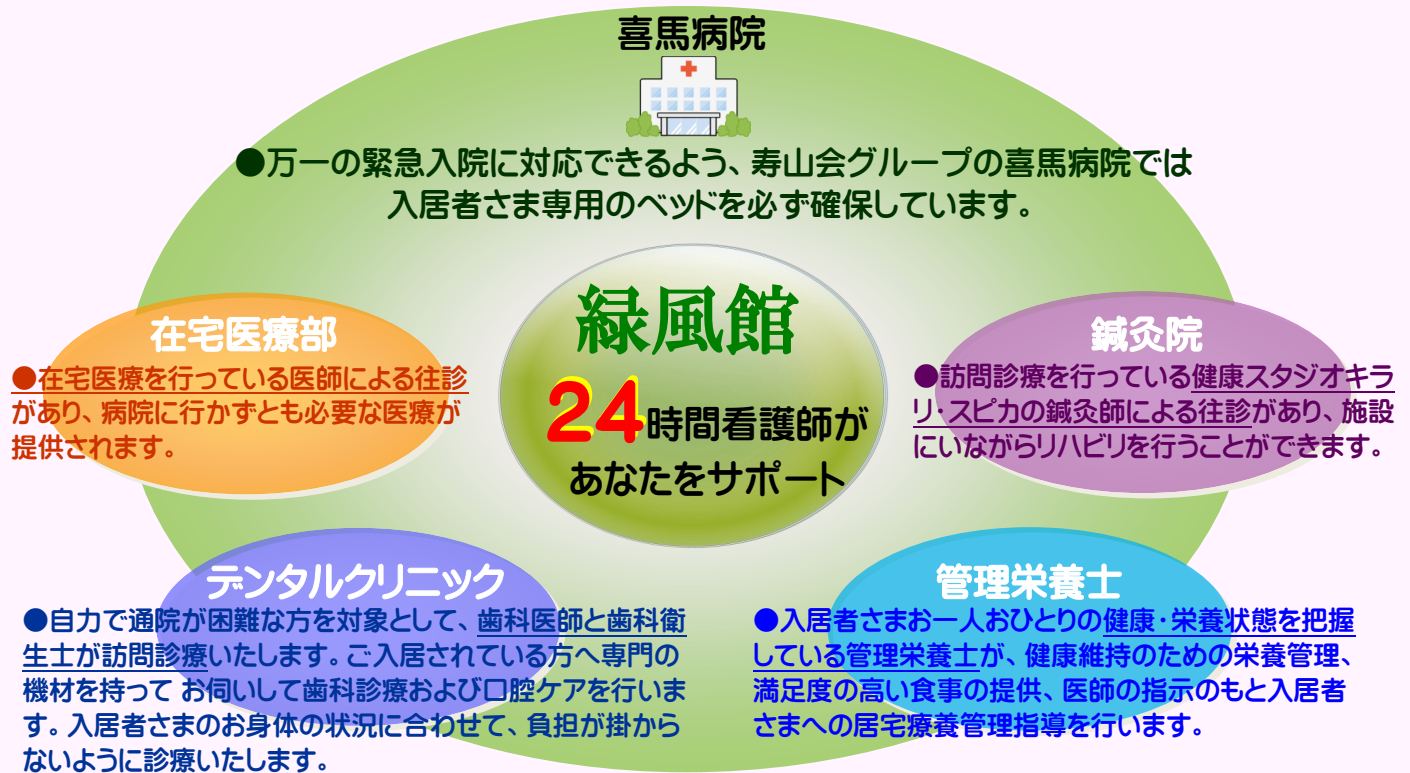 喜馬病院
●万一の緊急入院に対応できるよう、寿山会グループの喜馬病院では
入居者さま専用のベッドを必ず確保しています。
緑風館
24時間看護師が
あなたをサポート
在宅医療部
●在宅医療を行っている医師による往診
があり、病院に行かずとも必要な医療が
提供されます。
鍼灸院
●訪問診療を行っている健康スタジオキラ
リ・スピカの鍼灸師による往診があり、施設
にいながらリハビリを行うことができます。
デンタルクリニック
●自力で通院が困難な方を対象として、歯科医師と歯科衛
生士が訪問診療いたします。ご入居されている方へ専門の
機材を持って お伺いして歯科診療および口腔ケアを行いま
す。入居者さまのお身体の状況に合わせて、負担が掛から
ないように診療いたします。
管理栄養士
●入居者さまお一人おひとりの健康・栄養状態を把握
している管理栄養士が、健康維持のための栄養管理、
満足度の高い食事の提供、医師の指示のもと入居者
さまへの居宅療養管理指導を行います。